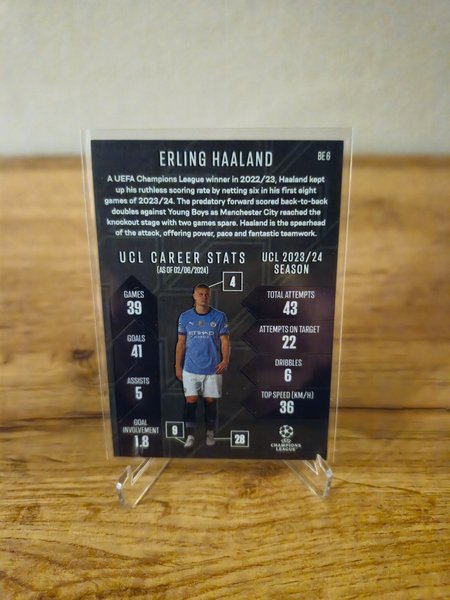 ERLING HAALAND
BE 6
A UEFA Champions League winner in 2022/23, Haaland kept
up his ruthless scoring rate by netting six in his first eight
games of 2023/24. The predatory forward scored back-to-back
doubles against Young Boys as Manchester City reached the
knockout stage with two games spare. Haaland is the spearhead
of the attack, offering power, pace and fantastic teamwork.
UCL CAREER STATS
(AS OF 02/06/2024)
GAMES
39
GOALS
41
ASSISTS
5
GOAL
INVOLVEMENT
1.8
4
9
28
ETIHAD
AIRWAYS
UCL 2023/24
SEASON
TOTAL ATTEMPTS
43
ATTEMPTS ON TARGET
22
DRIBBLES
6
TOP SPEED (KM/H)
36
UEFA
CHAMPIONS
LEAGUE